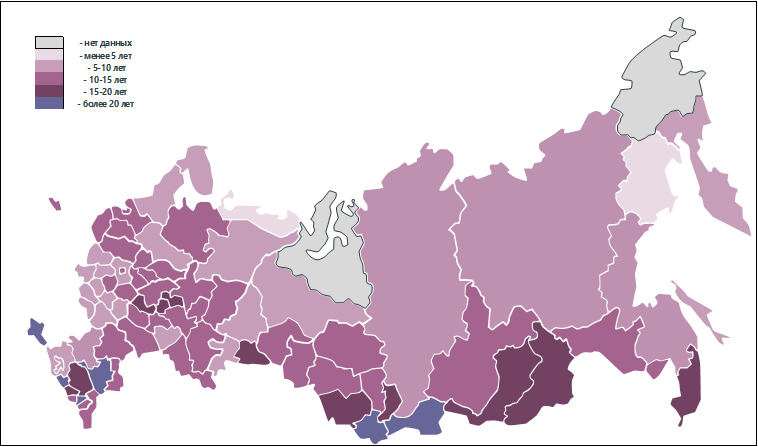 - нет данных
- менее 5 лет
- 5-10 лет
- 10-15 лет
- 15-20 лет
- более 20 лет